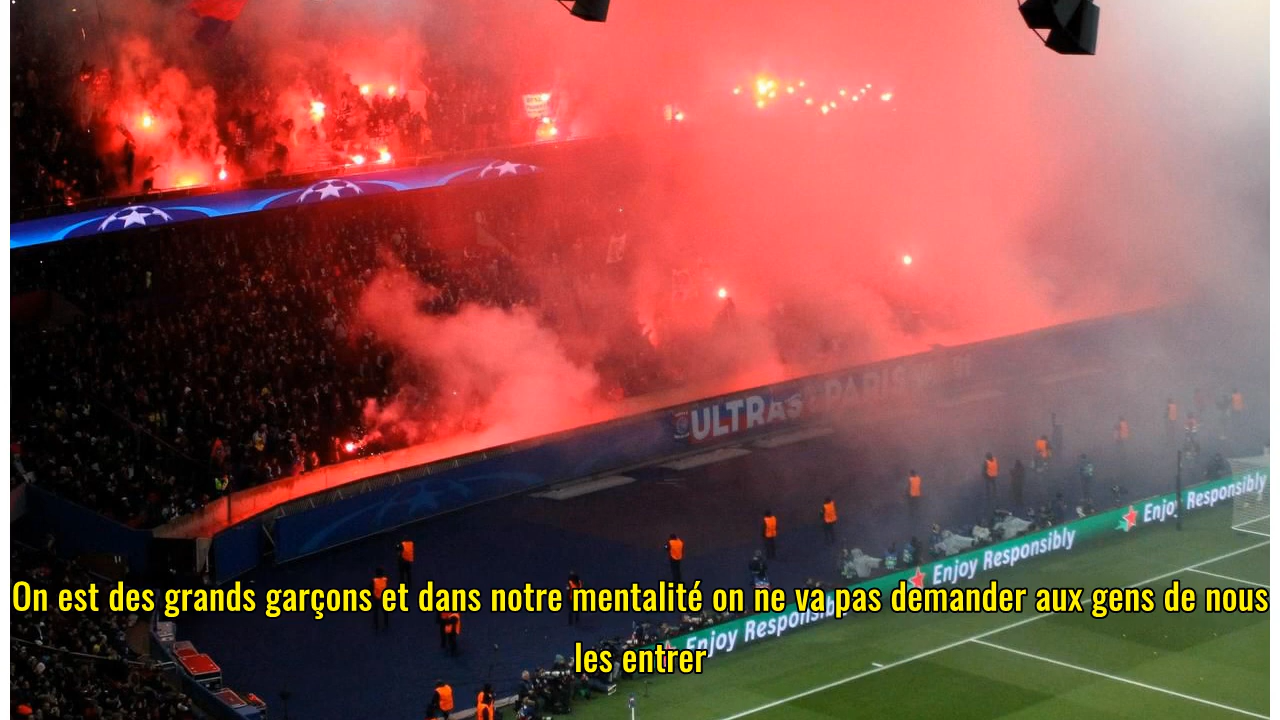 ULTRAS PARIS
Enjoy Responsibly
Enjoy Responsibly
Enjoy Responsibly
On est des grands garçons et dans notre mentalité on ne va pas demander aux gens de nous
les entrer